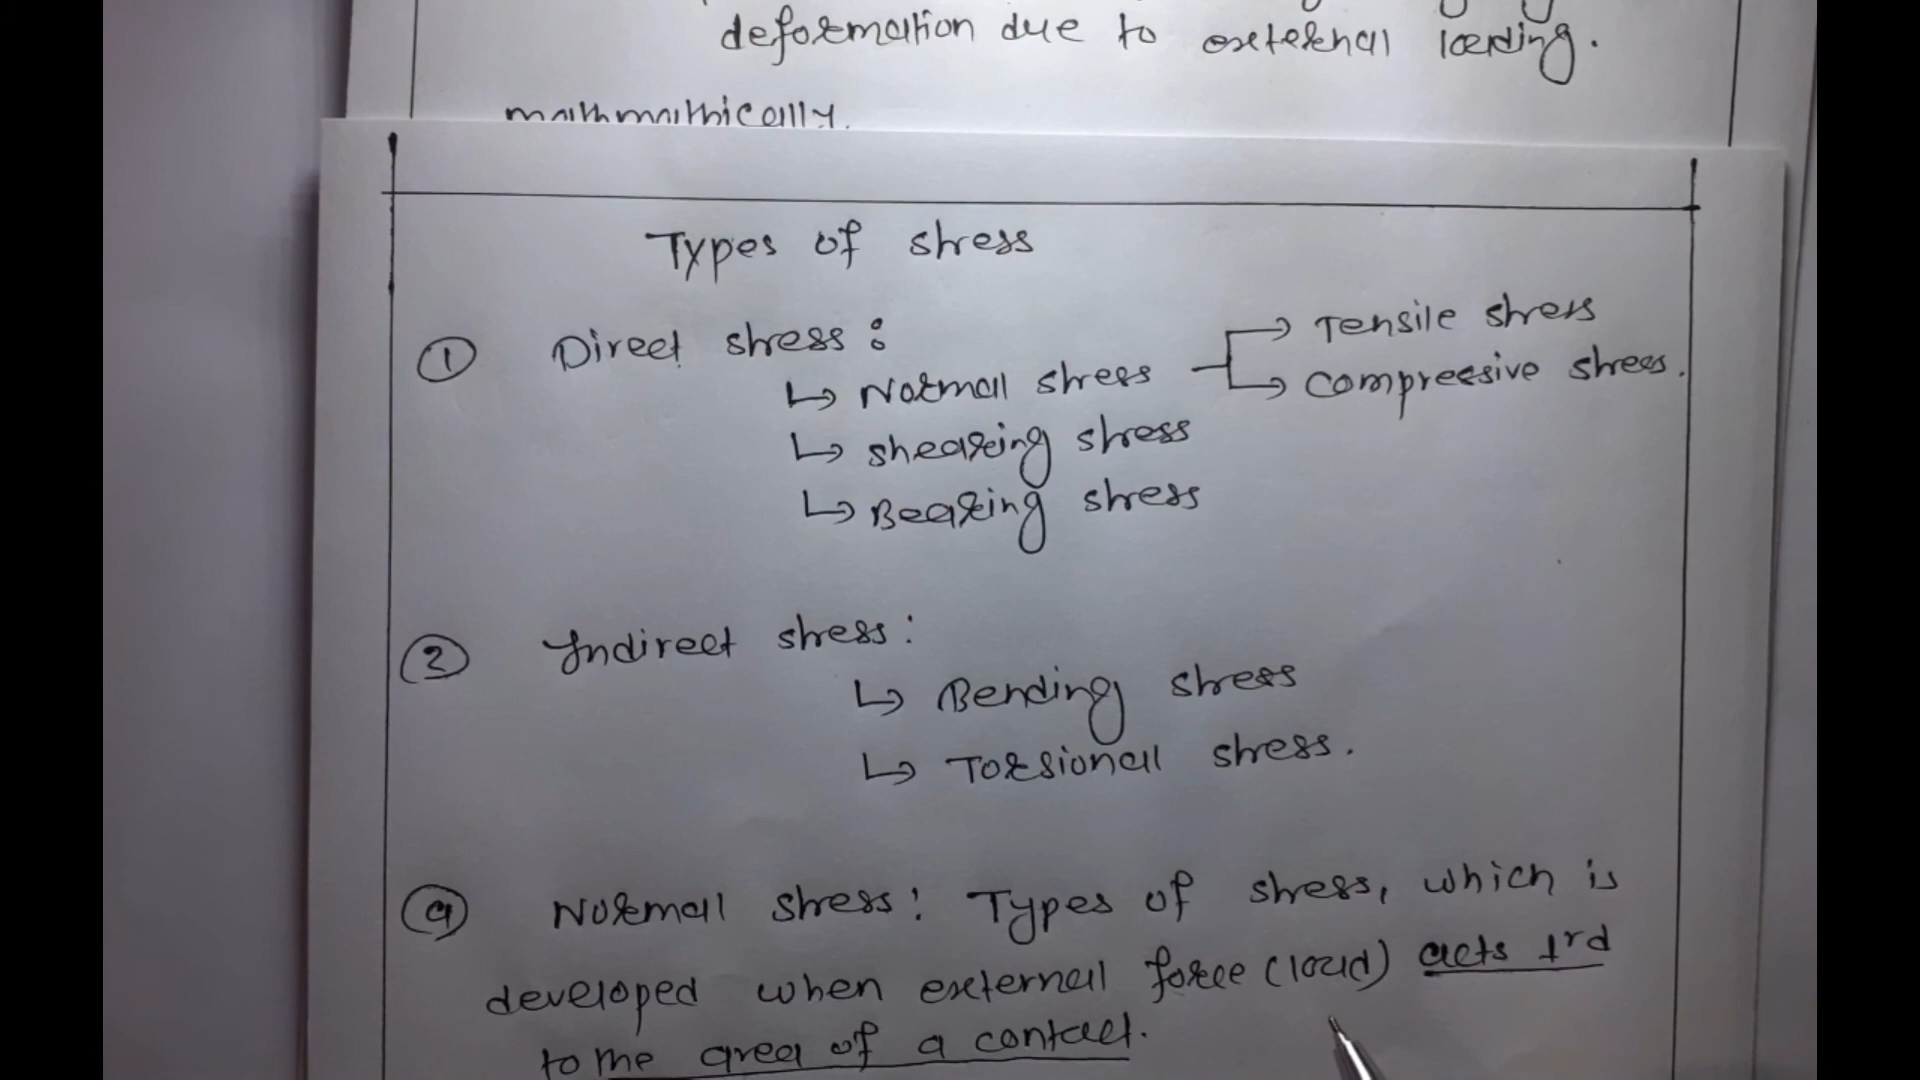 deformation due to external loading.
mathmathically.
Types of stress
① Direct stress:
↳ Normal stress → Tensile stress
→ compressive stress.
↳ shearing stress
↳ Bearing stress
② Indirect stress:
↳ Bending stress
↳ Torsional stress.
ⓐ Normal stress: Types of stress, which is
developed when external force (load) acts ⊥rd
to the area of a contact.